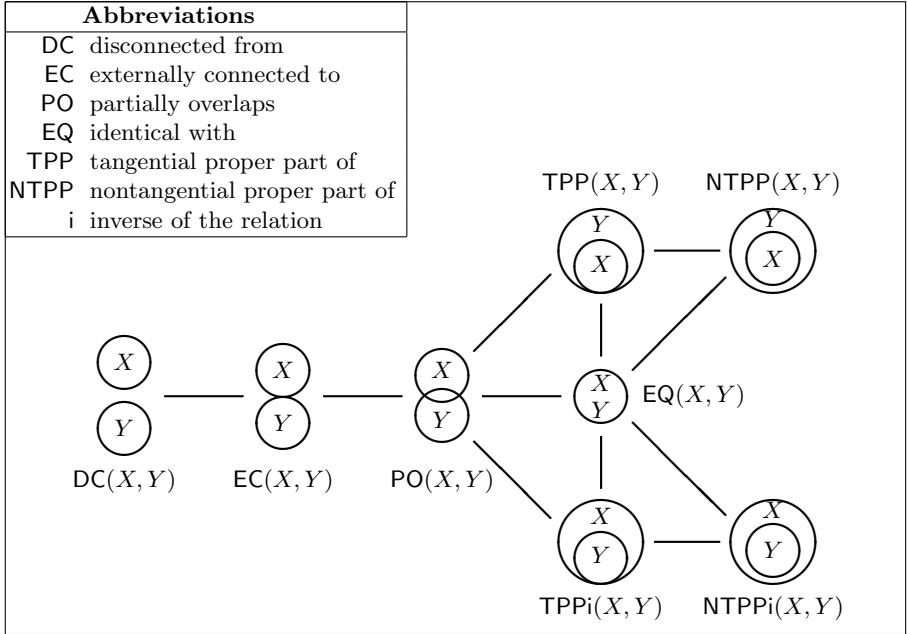 Abbreviations
DC disconnected from
EC externally connected to
PO partially overlaps
EQ identical with
TPP tangential proper part of
NTPP nontangential proper part of
i inverse of the relation
TPP(X, Y) NTPP(X, Y)
Y Y
X X
X X X X
Y Y Y Y
EQ(X, Y)
DC(X, Y) EC(X, Y) PO(X, Y)
X X
Y Y
TPPi(X, Y) NTPPi(X, Y)